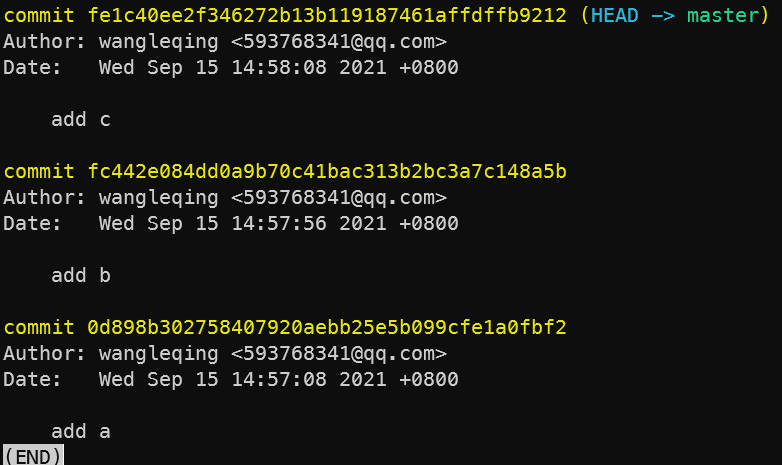 commit fe1c40ee2f346272b13b119187461affdffb9212 (HEAD -> master)
Author: wangleqing <593768341@qq.com>
Date:   Wed Sep 15 14:58:08 2021 +0800
    add c
commit fc442e084dd0a9b70c41bac313b2bc3a7c148a5b
Author: wangleqing <593768341@qq.com>
Date:   Wed Sep 15 14:57:56 2021 +0800
    add b
commit 0d898b302758407920aebb25e5b099cfe1a0fbf2
Author: wangleqing <593768341@qq.com>
Date:   Wed Sep 15 14:57:08 2021 +0800
    add a
(END)